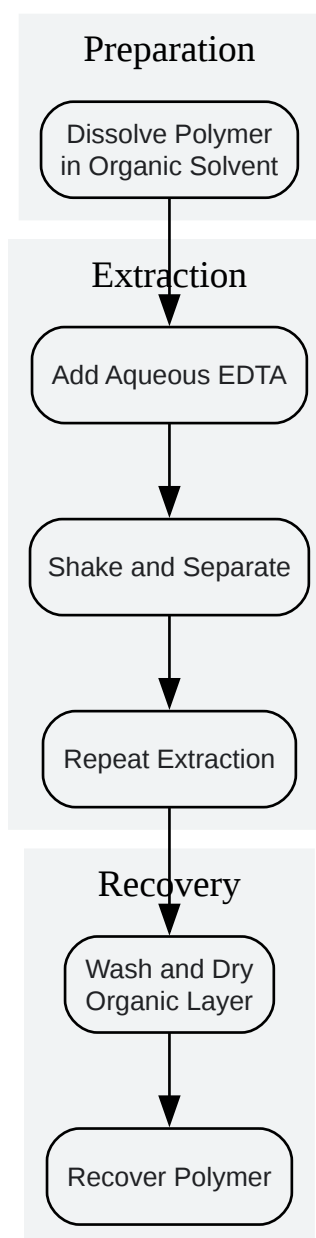 Preparation
Dissolve Polymer
in Organic Solvent
Extraction
Add Aqueous EDTA
Shake and Separate
Repeat Extraction
Recovery
Wash and Dry
Organic Layer
Recover Polymer